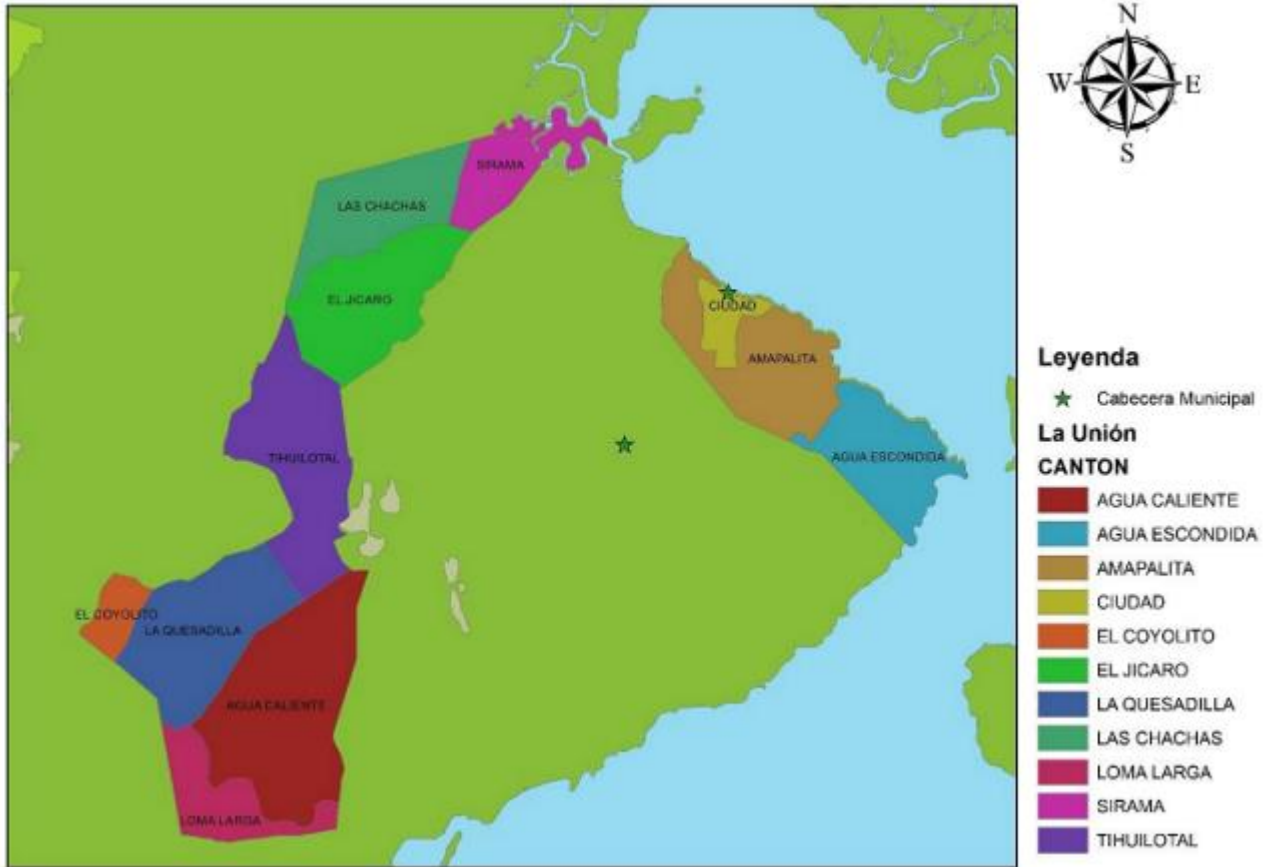 N
W E
S
SIRAMA
LAS CHACHAS
EL JICARO
CIUDAD
AMAPALITA
TIHUILOTAL
AGUA ESCONDIDA
EL COYOLITO
LA QUESADILLA
AGUA CALIENTE
LOMA LARGA
Leyenda
Cabecera Municipal
La Unión
CANTON
AGUA CALIENTE
AGUA ESCONDIDA
AMAPALITA
CIUDAD
EL COYOLITO
EL JICARO
LA QUESADILLA
LAS CHACHAS
LOMA LARGA
SIRAMA
TIHUILOTAL